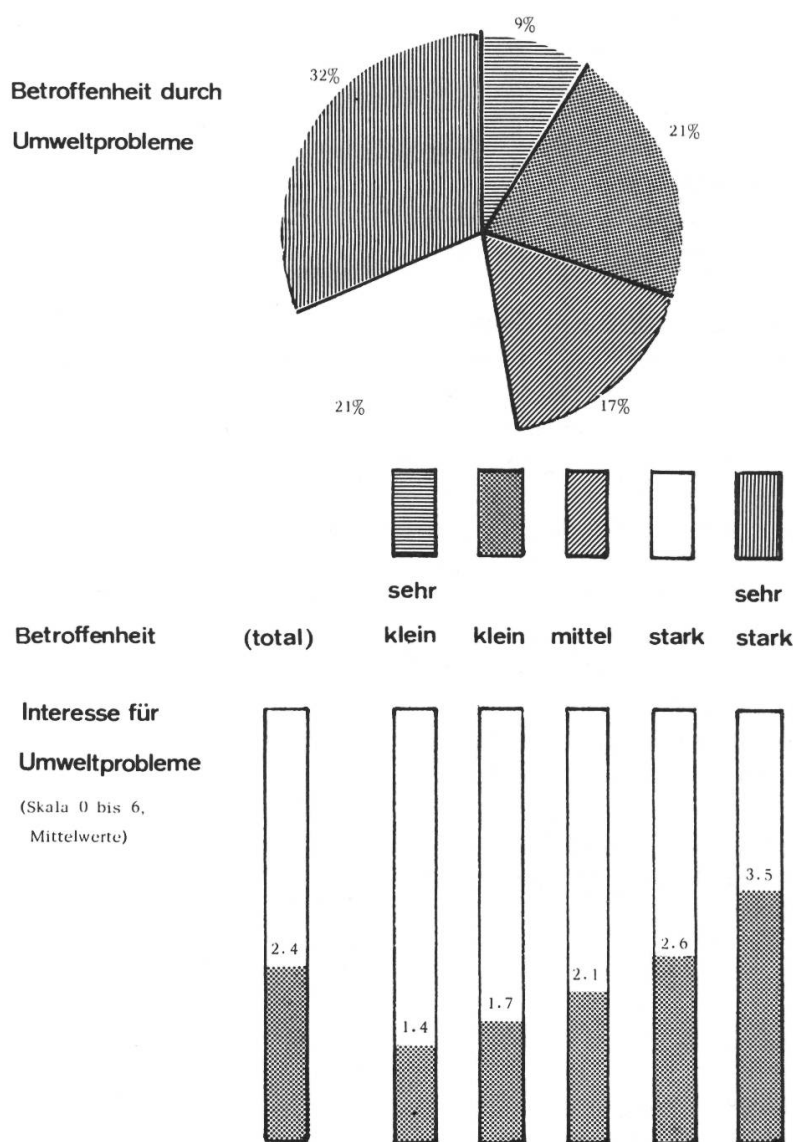 9%
32%
Betroffenheit durch
Umweltprobleme
21%
21%
17%
sehr sehr
Betroffenheit (total) klein klein mittel stark stark
Interesse für
Umweltprobleme
(Skala 0 bis 6,
Mittelwerte)
3.5
2.4
2.6
2.1
1.7
1.4